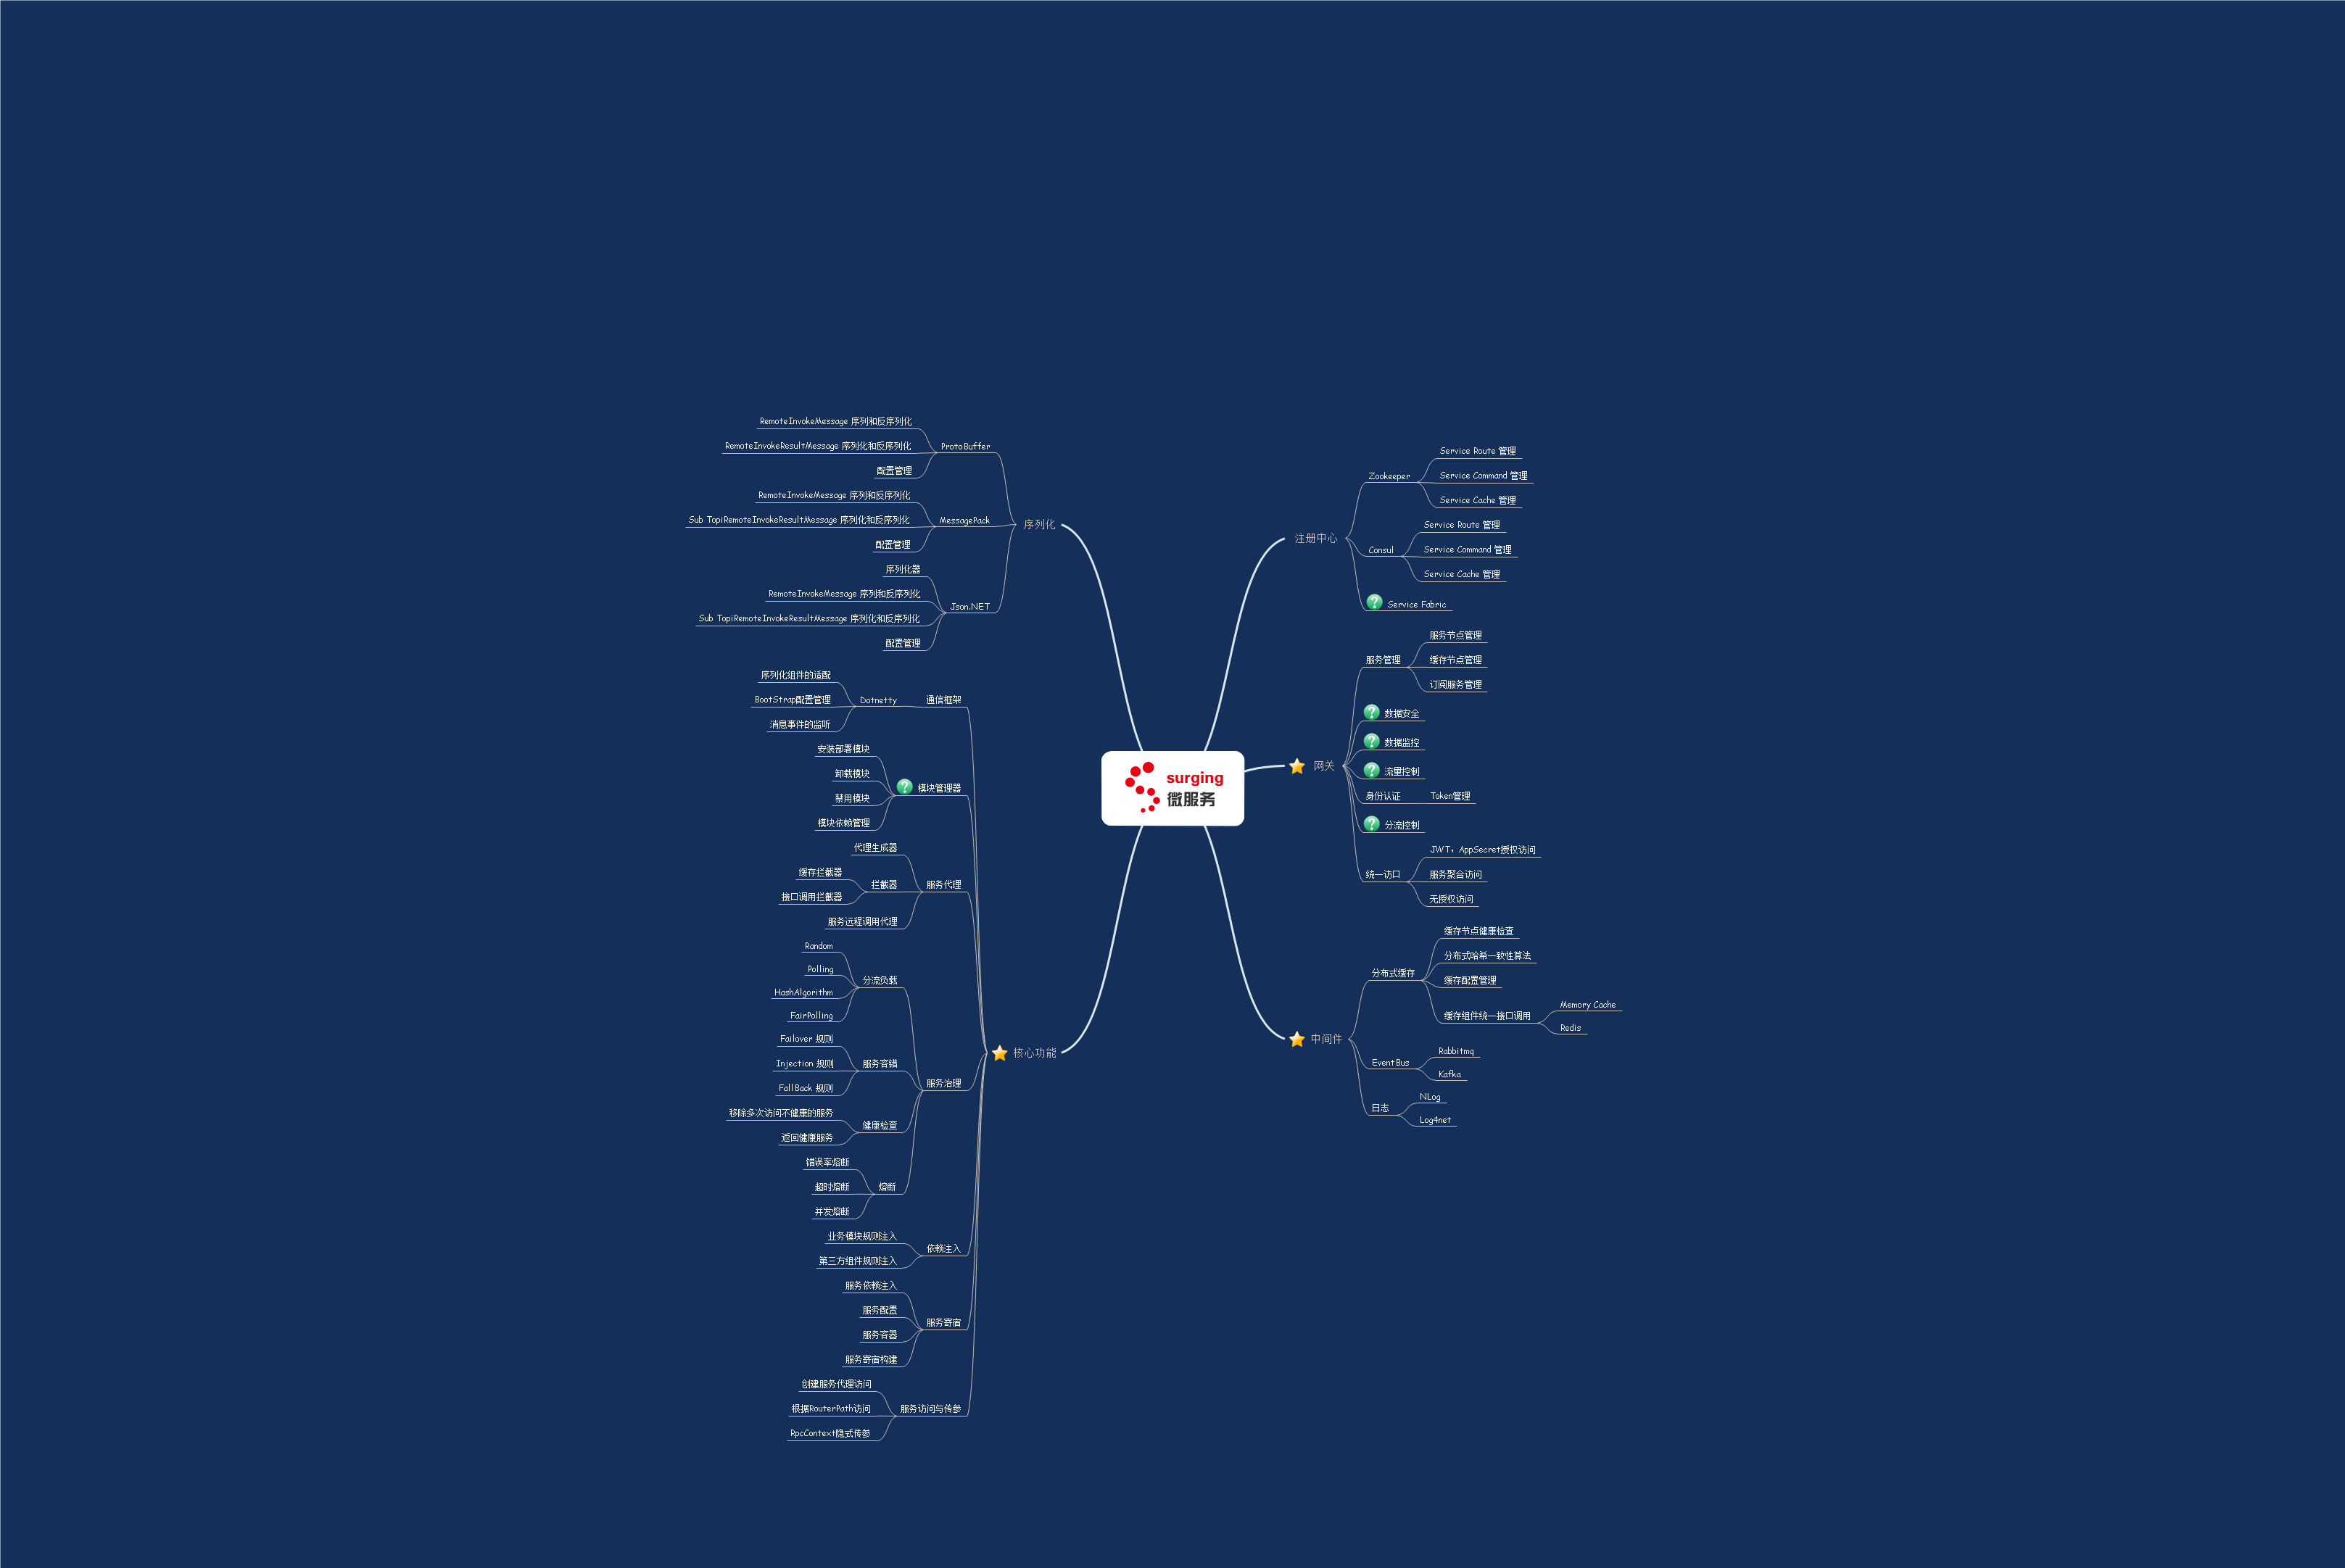 surging
微服务
序列化
ProtoBuffer
RemoteInvokeMessage 序列和反序列化
RemoteInvokeResultMessage 序列化和反序列化
配置管理
MessagePack
RemoteInvokeMessage 序列和反序列化
Sub TopiRemoteInvokeResultMessage 序列化和反序列化
配置管理
Json.NET
序列化器
RemoteInvokeMessage 序列和反序列化
Sub TopiRemoteInvokeResultMessage 序列化和反序列化
配置管理
核心功能
通信框架
Dotnetty
序列化组件的适配
BootStrap配置管理
消息事件的监听
模块管理器
安装部署模块
卸载模块
禁用模块
模块依赖管理
服务代理
代理生成器
拦截器
缓存拦截器
接口调用拦截器
服务远程调用代理
服务治理
分流负载
Random
Polling
HashAlgorithm
FairPolling
服务容错
Failover 规则
Injection 规则
FallBack 规则
健康检查
移除多次访问不健康的服务
返回健康服务
熔断
错误率熔断
超时熔断
并发熔断
依赖注入
业务模块规则注入
第三方组件规则注入
服务寄宿
服务依赖注入
服务配置
服务容器
服务寄宿构建
服务访问与传参
创建服务代理访问
根据RouterPath访问
RpcContext隐式传参
注册中心
Zookeeper
Service Route 管理
Service Command 管理
Service Cache 管理
Consul
Service Route 管理
Service Command 管理
Service Cache 管理
Service Fabric
网关
服务管理
服务节点管理
缓存节点管理
订阅服务管理
数据安全
数据监控
流量控制
身份认证
Token管理
分流控制
统一访口
JWT，AppSecret授权访问
服务聚合访问
无授权访问
中间件
分布式缓存
缓存节点健康检查
分布式哈希一致性算法
缓存配置管理
缓存组件统一接口调用
Memory Cache
Redis
EventBus
Rabbitmq
Kafka
日志
NLog
Log4net